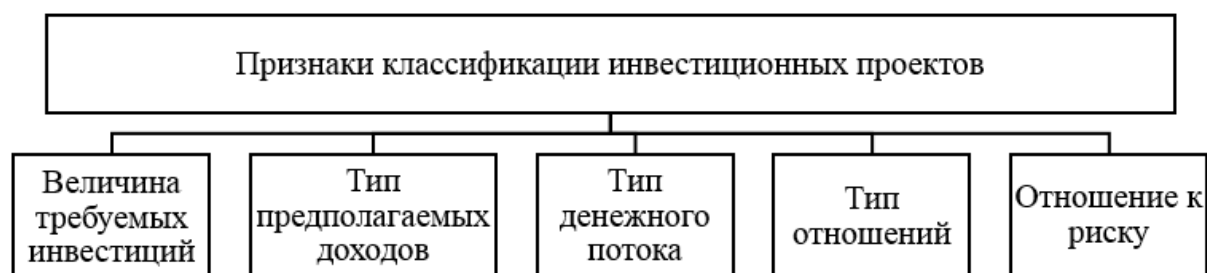 Признаки классификации инвестиционных проектов
Величина
требуемых
инвестиций
Тип
предполагаемых
доходов
Тип
денежного
потока
Тип
отношений
Отношение к
риску